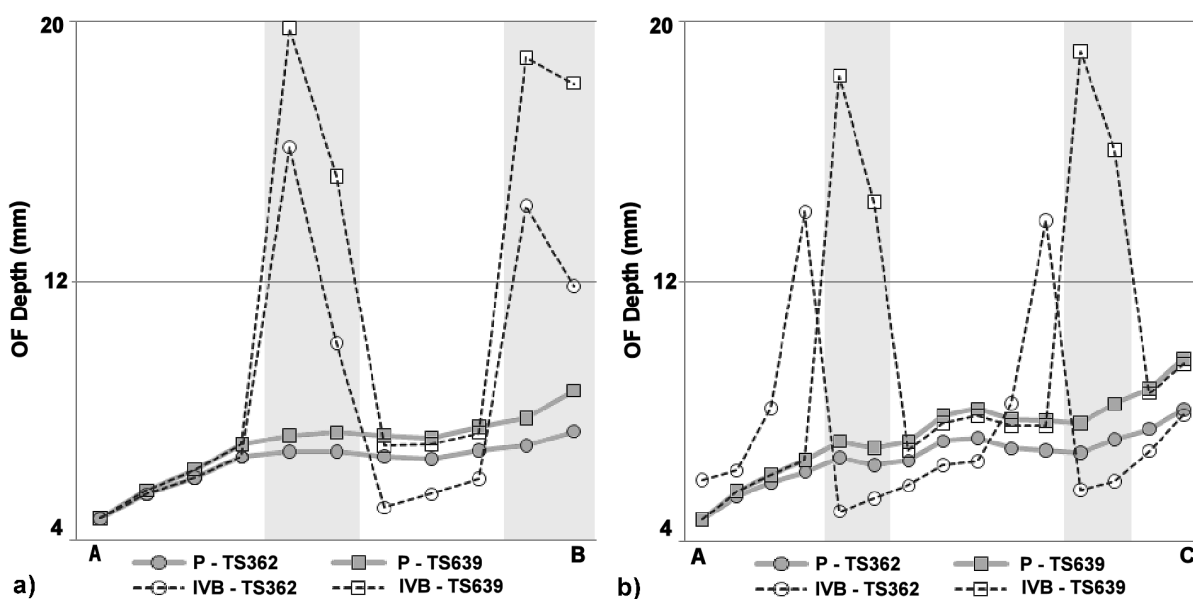 20
12
4
OF Depth (mm)
A
B
P - TS362
P - TS639
IVB - TS362
IVB - TS639
a)
20
12
4
OF Depth (mm)
A
C
P - TS362
P - TS639
IVB - TS362
IVB - TS639
b)